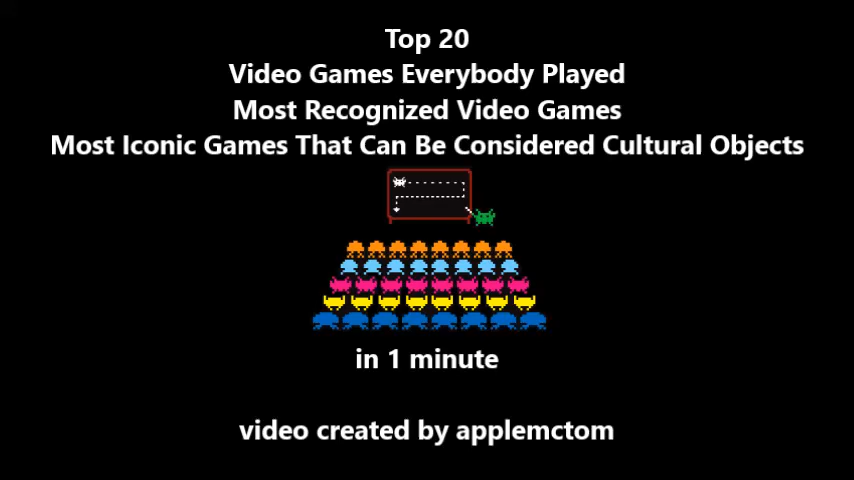 Top 20
Video Games Everybody Played
Most Recognized Video Games
Most Iconic Games That Can Be Considered Cultural Objects
in 1 minute
video created by applemctom